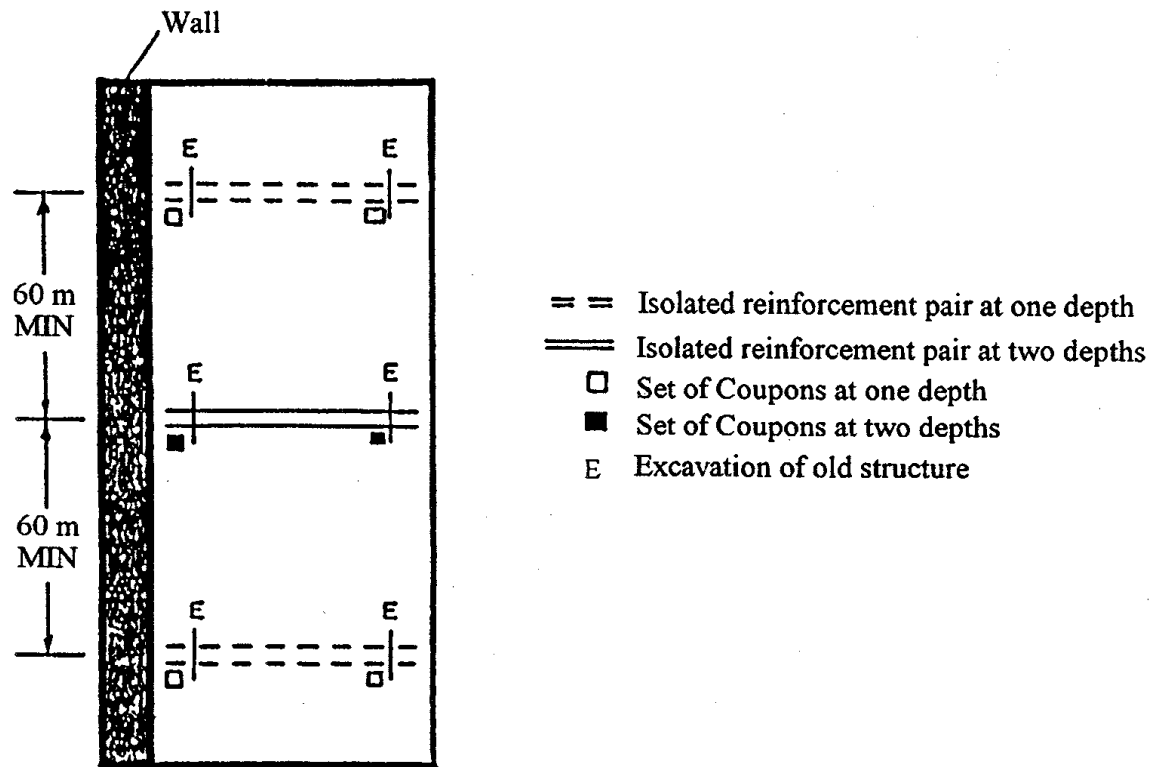 Wall
E E
60 m
MIN
E E
60 m
MIN
E E
Isolated reinforcement pair at one depth
Isolated reinforcement pair at two depths
Set of Coupons at one depth
Set of Coupons at two depths
E Excavation of old structure